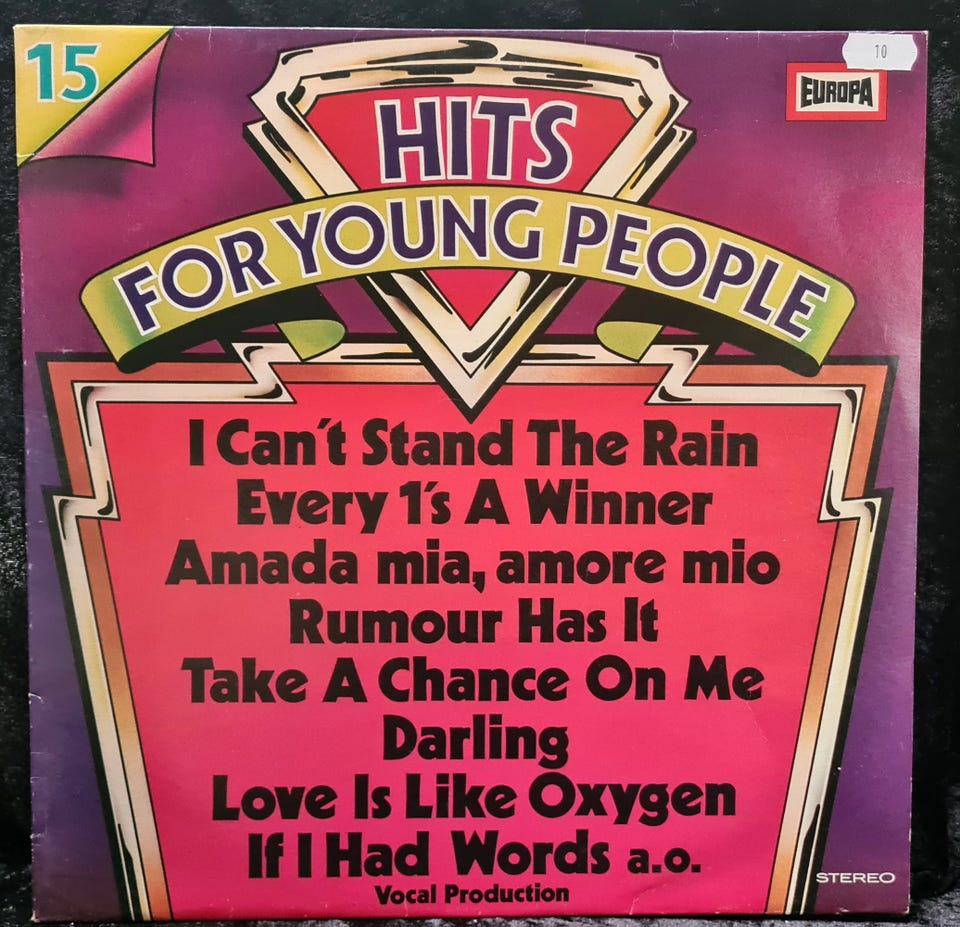 15
10
EUROPA
HITS
FOR YOUNG PEOPLE
I Can´t Stand The Rain
Every 1´s A Winner
Amada mia, amore mio
Rumour Has It
Take A Chance On Me
Darling
Love Is Like Oxygen
If I Had Words a.o.
Vocal Production
STEREO